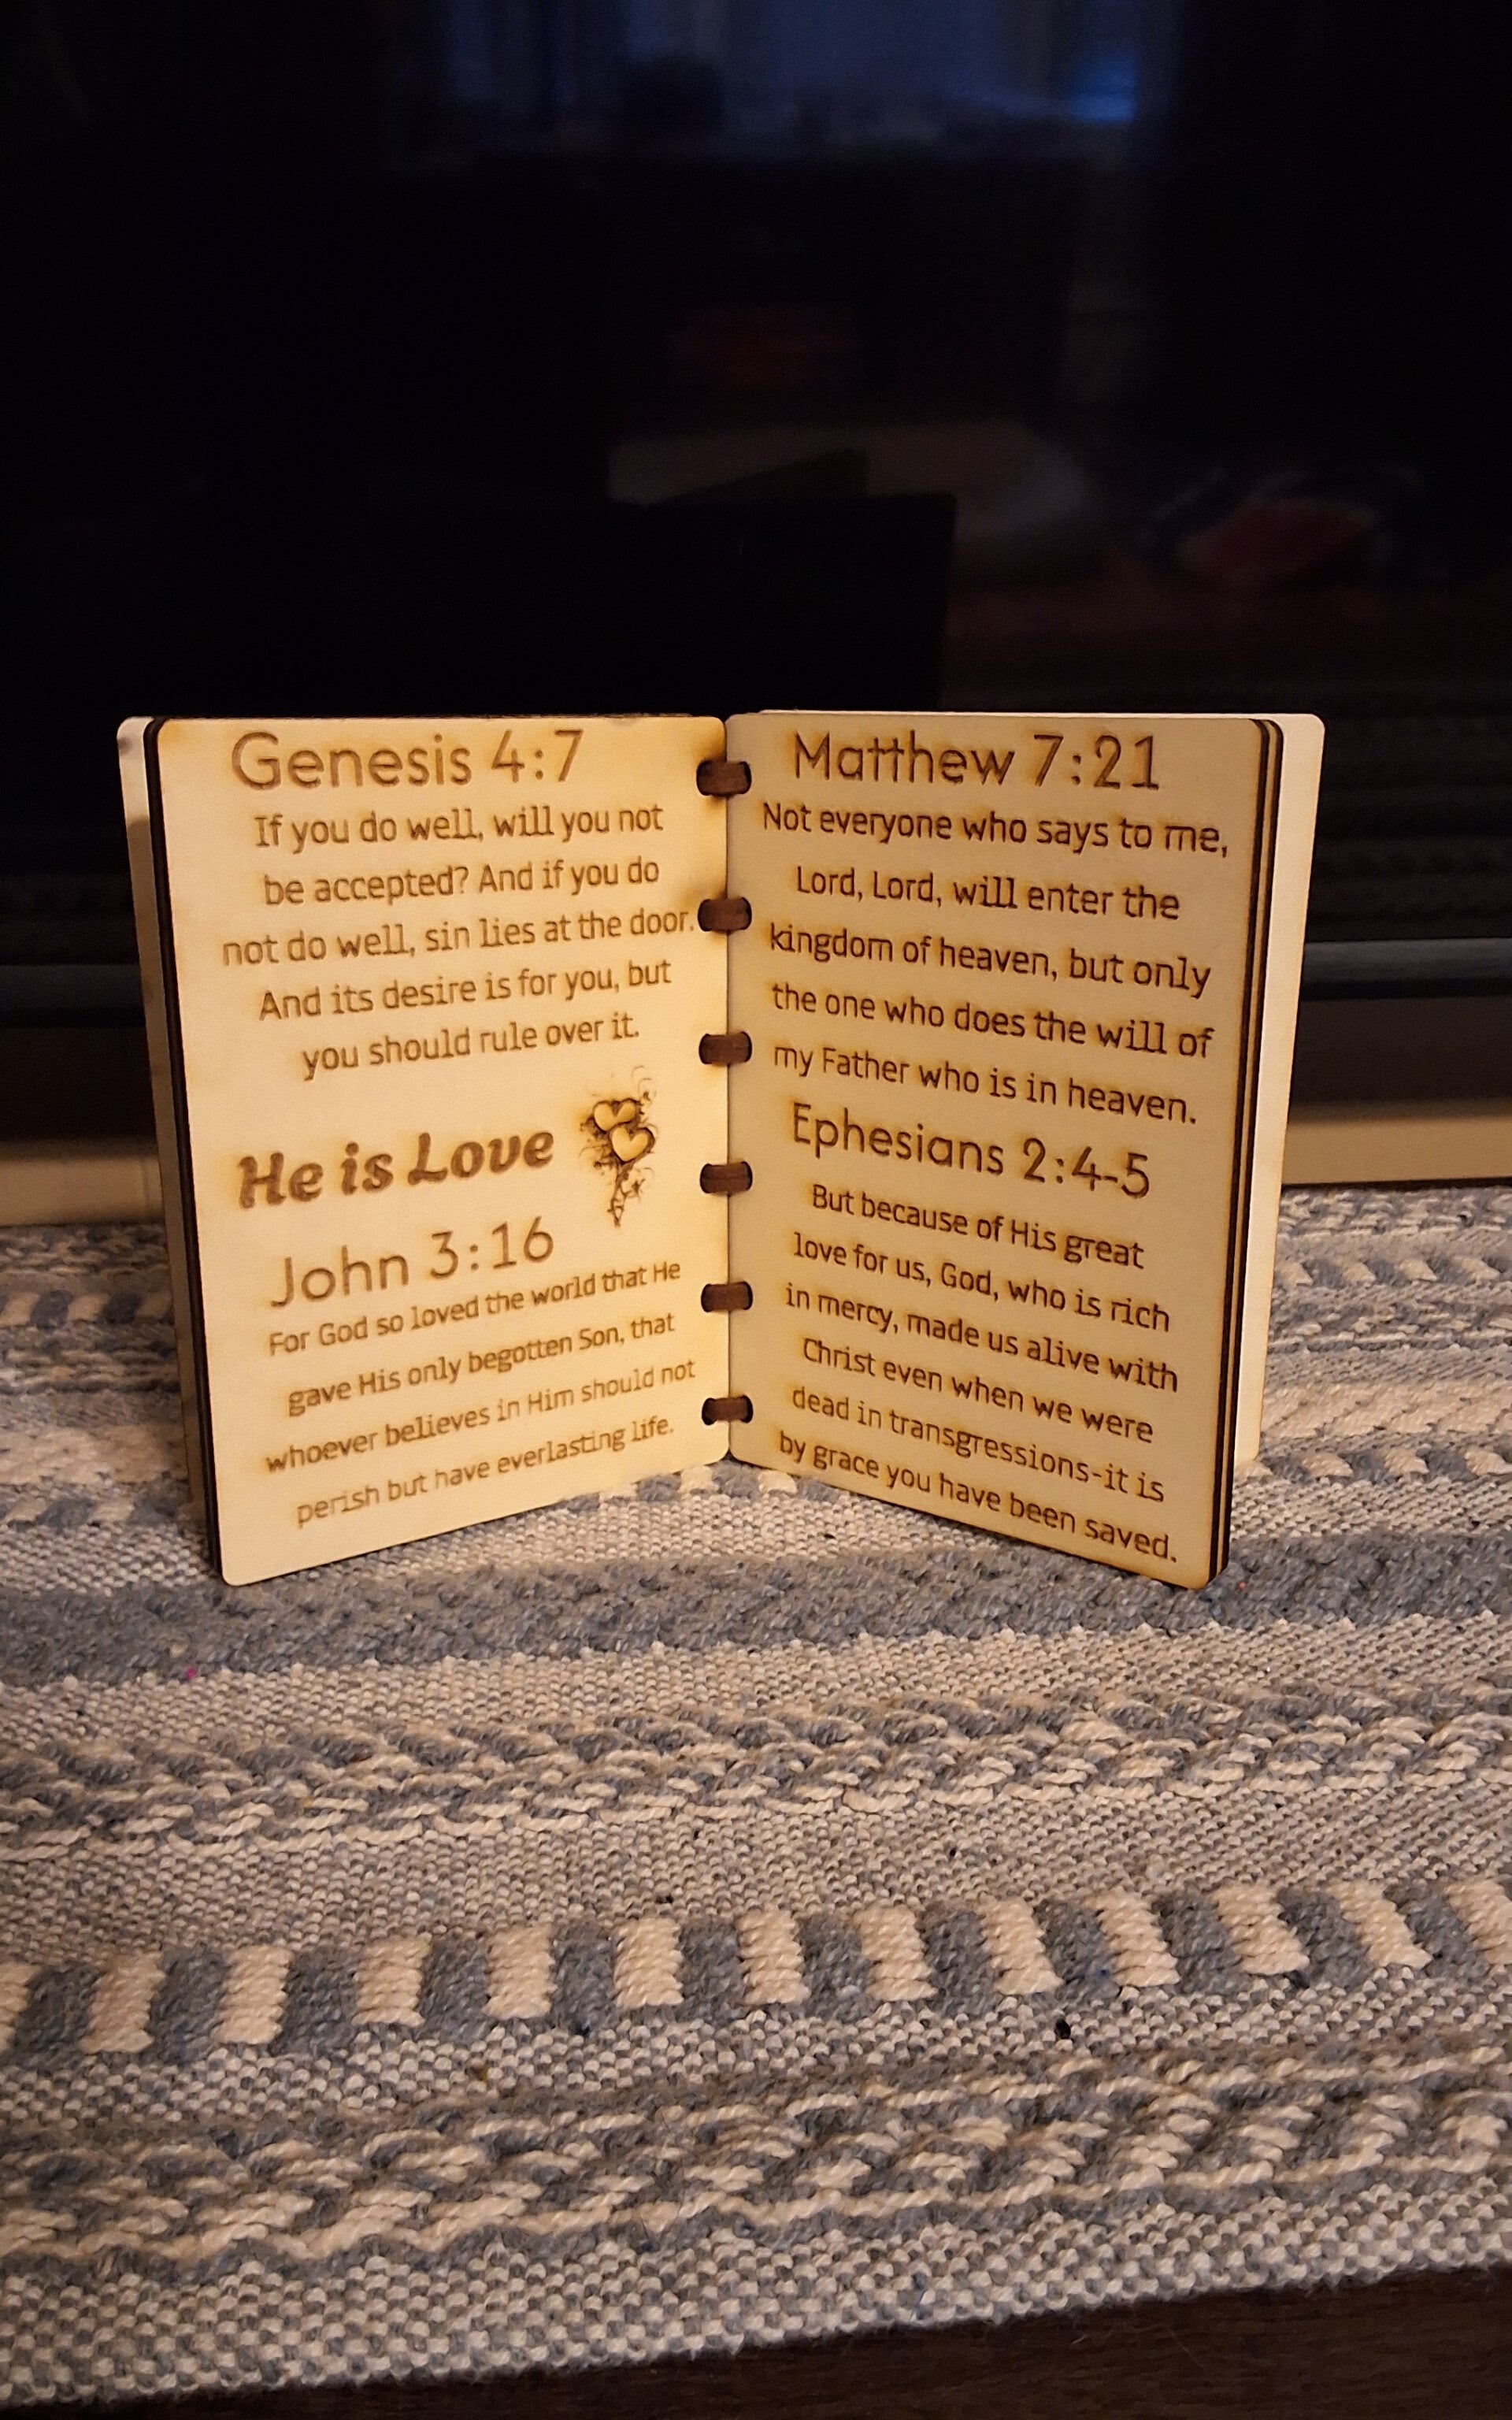 Genesis 4:7
If you do well, will you not
be accepted? And if you do
not do well, sin lies at the door.
And its desire is for you, but
you should rule over it.
He is Love
John 3:16
For God so loved the world that He
gave His only begotten Son, that
whoever believes in Him should not
perish but have everlasting life.
Matthew 7:21
Not everyone who says to me,
Lord, Lord, will enter the
kingdom of heaven, but only
the one who does the will of
my Father who is in heaven.
Ephesians 2:4-5
But because of His great
love for us, God, who is rich
in mercy, made us alive with
Christ even when we were
dead in transgressions-it is
by grace you have been saved.